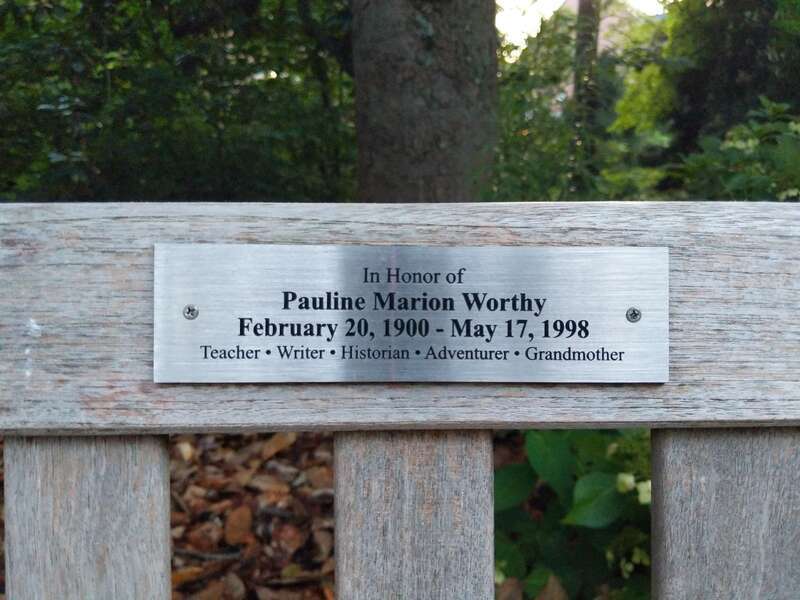 In Honor of
Pauline Marion Worthy
February 20, 1900 - May 17, 1998
Teacher • Writer • Historian • Adventurer • Grandmother